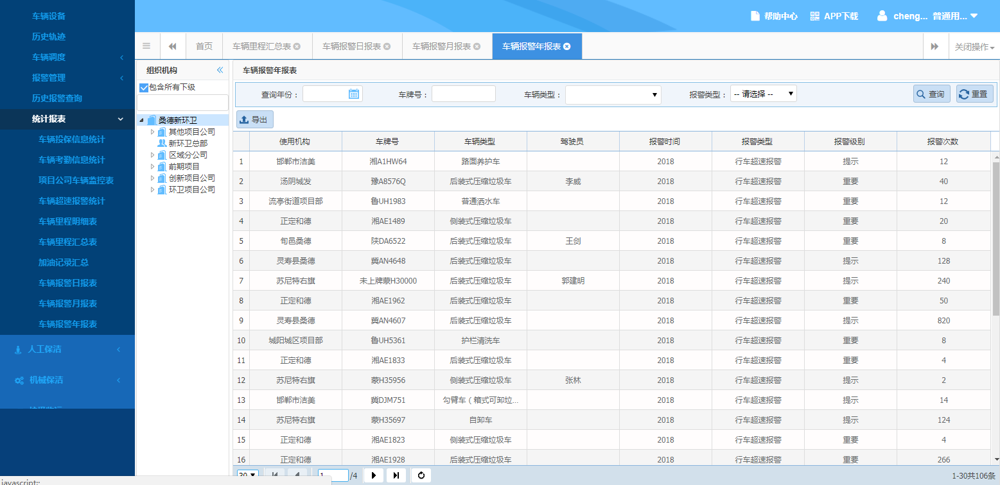 帮助中心 APP下载 cheng... 普通用...
首页 车辆里程汇总表 车辆报警日报表 车辆报警月报表 车辆报警年报表 关闭操作
车辆设备
历史轨迹
车辆调度
报警管理
历史报警查询
统计报表
车辆投保信息统计
车辆考勤信息统计
项目公司车辆监控表
车辆超速报警统计
车辆里程明细表
车辆里程汇总表
加油记录汇总
车辆报警日报表
车辆报警月报表
车辆报警年报表
人工保洁
机械保洁
javascript:;
组织机构
包含所有下级
桑德新环卫
其他项目公司
新环卫总部
区域分公司
前期项目
创新项目公司
环卫项目公司
车辆报警年报表
查询年份： 车牌号： 车辆类型： 报警类型： -- 请选择 -- 查询 重置
导出
使用机构 车牌号 车辆类型 驾驶员 报警时间 报警类型 报警级别 报警次数
1 邯郸市洁美 湘A1HW64 路面养护车 2018 行车超速报警 提示 12
2 汤阴城发 豫A8576Q 后装式压缩垃圾车 李威 2018 行车超速报警 重要 40
3 流亭街道项目部 鲁UH1983 普通洒水车 2018 行车超速报警 重要 12
4 正定和德 湘AE1489 侧装式压缩垃圾车 2018 行车超速报警 重要 20
5 旬邑桑德 陕DA6522 后装式压缩垃圾车 王剑 2018 行车超速报警 重要 8
6 灵寿县桑德 冀AN4648 后装式压缩垃圾车 2018 行车超速报警 提示 128
7 苏尼特右旗 未上牌蒙H30000 后装式压缩垃圾车 郭建明 2018 行车超速报警 提示 240
8 正定和德 湘AE1962 后装式压缩垃圾车 2018 行车超速报警 重要 50
9 灵寿县桑德 冀AN4607 后装式压缩垃圾车 2018 行车超速报警 提示 820
10 城阳城区项目部 鲁UH5361 护栏清洗车 2018 行车超速报警 重要 8
11 正定和德 湘AE1833 后装式压缩垃圾车 2018 行车超速报警 重要 4
12 苏尼特右旗 蒙H35956 侧装式压缩垃圾车 张林 2018 行车超速报警 提示 2
13 邯郸市洁美 冀DJM751 勾臂车（箱式可卸垃... 2018 行车超速报警 提示 14
14 苏尼特右旗 蒙H35697 自卸车 2018 行车超速报警 提示 124
15 正定和德 湘AE1823 侧装式压缩垃圾车 2018 行车超速报警 重要 4
16 正定和德 湘AE1928 后装式压缩垃圾车 2018 行车超速报警 重要 266
30 1 /4 1-30共106条